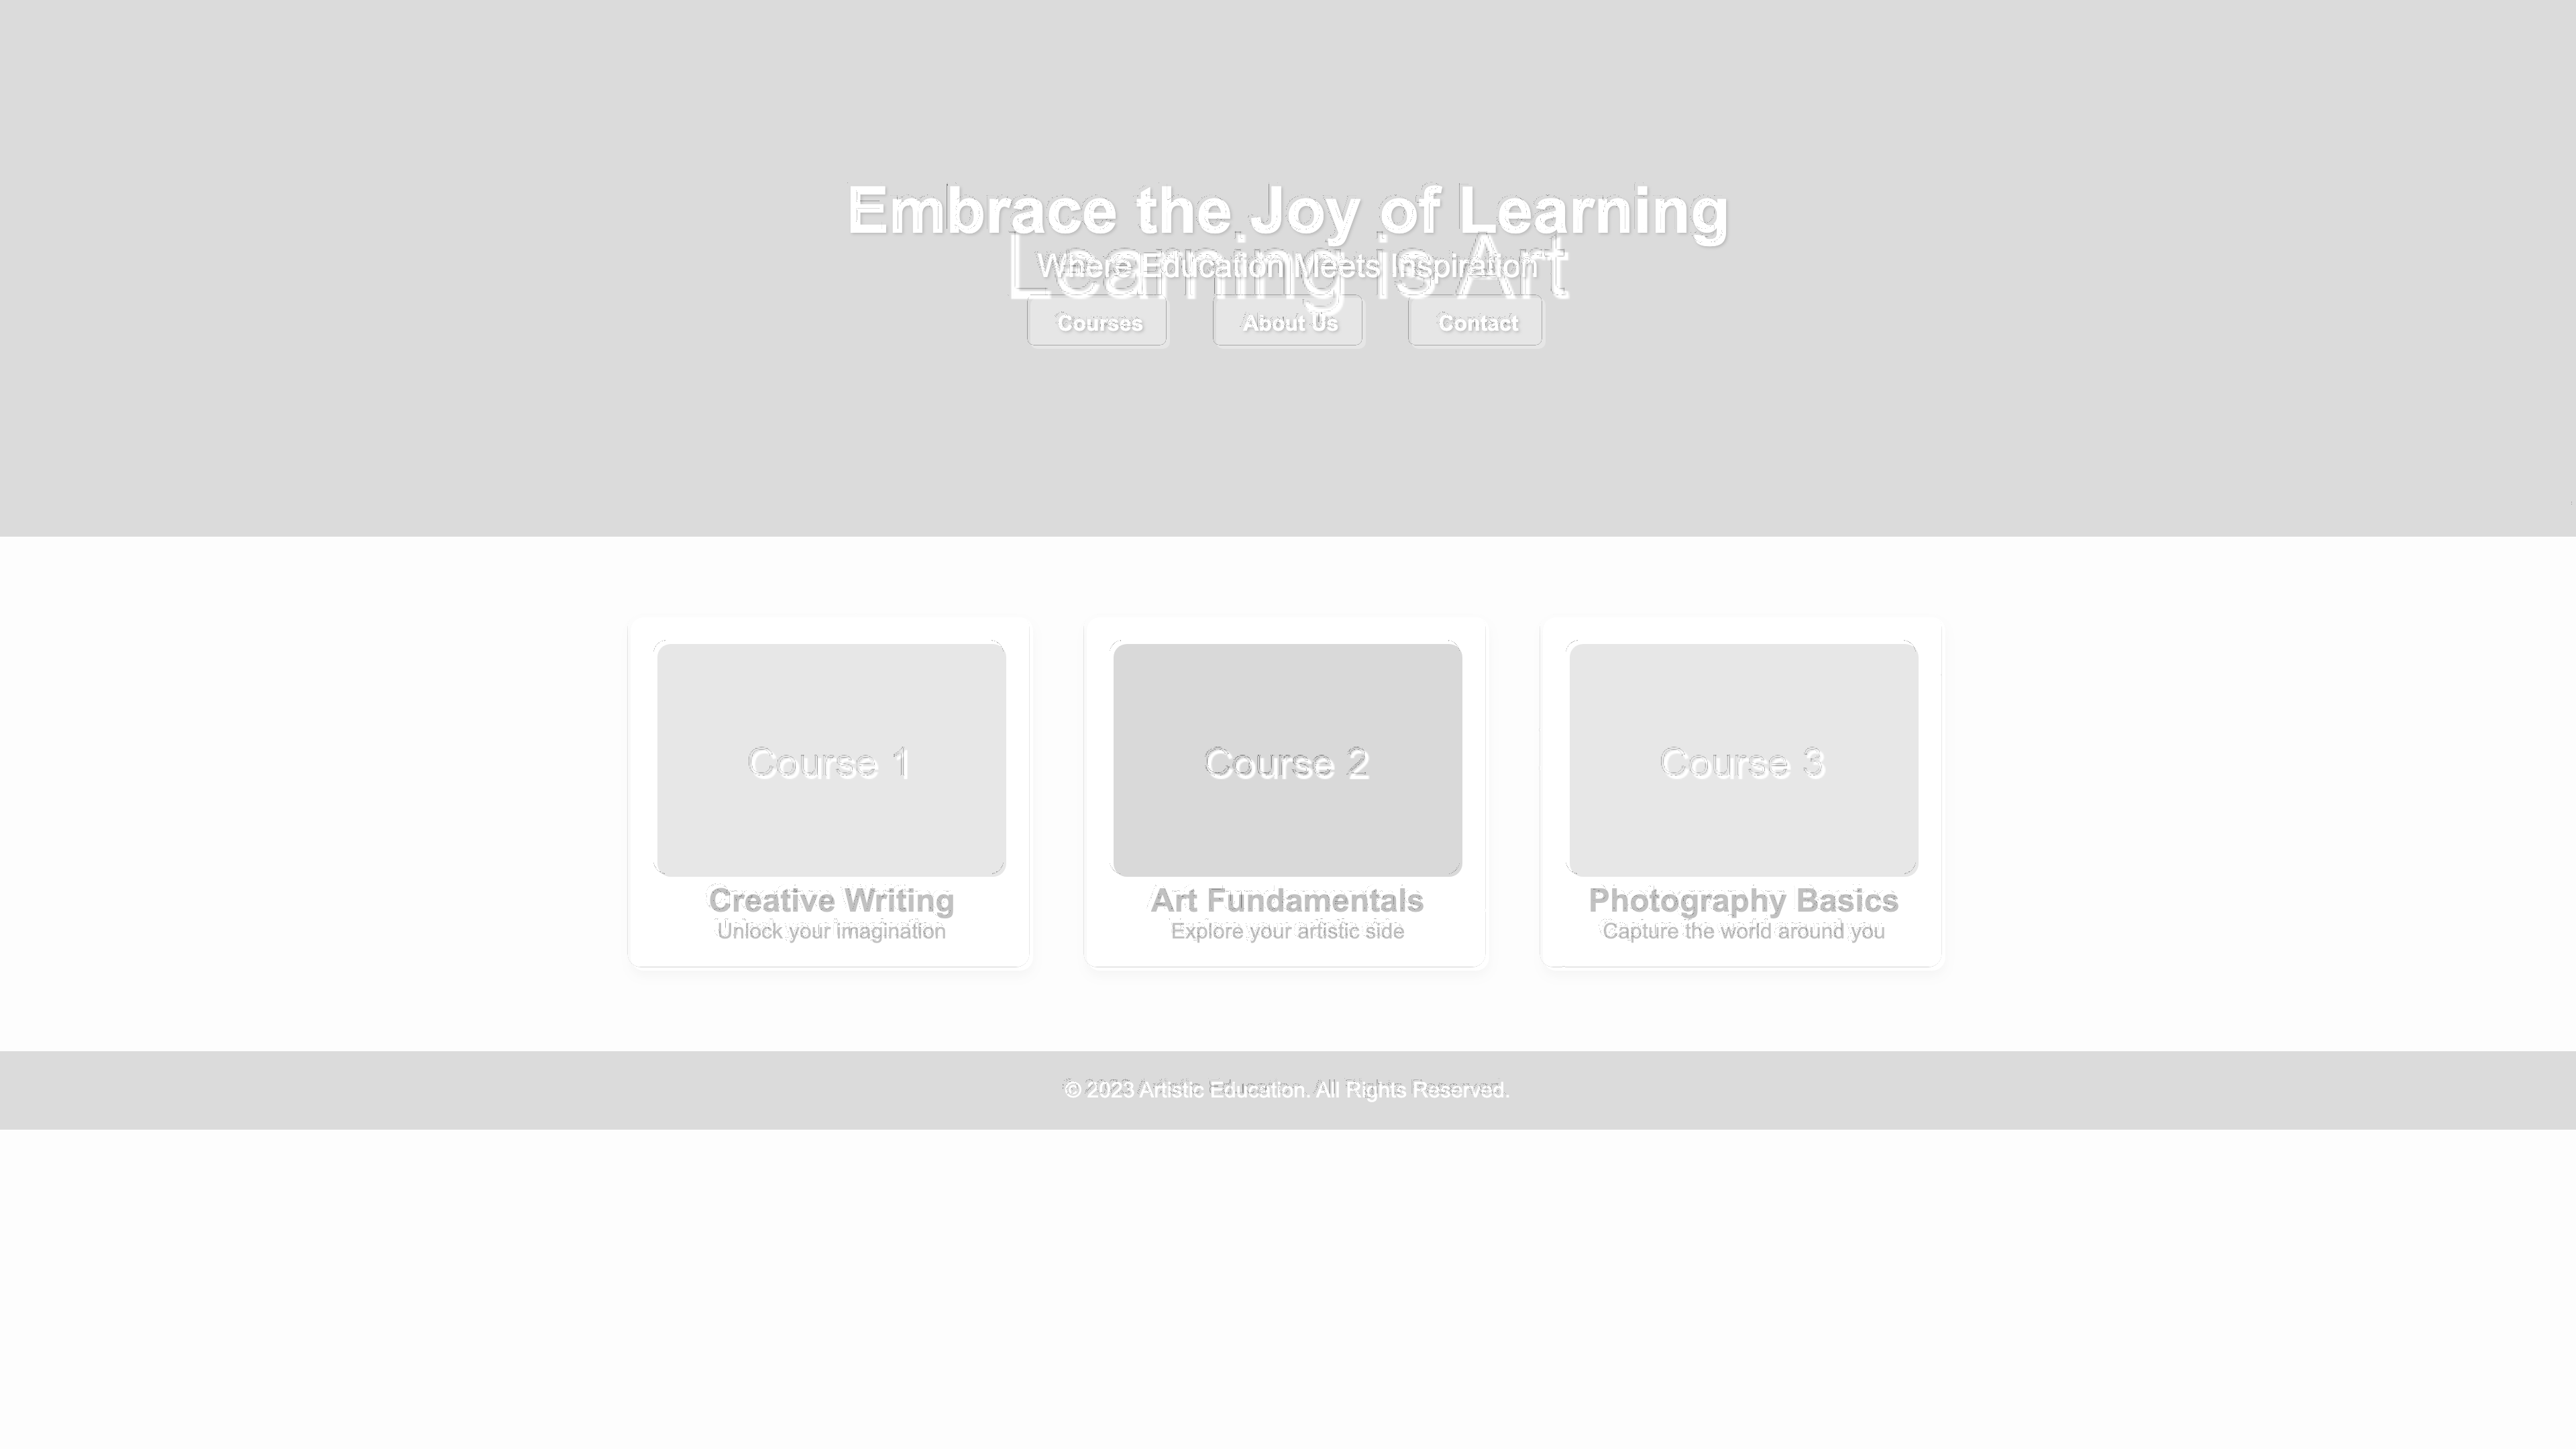 Embrace the Joy of Learning
Learning is Art
Where Education Meets Inspiration
Courses About Us Contact
Course 1 Course 2 Course 3
Creative Writing Art Fundamentals Photography Basics
Unlock your imagination Explore your artistic side Capture the world around you
© 2023 Artistic Education. All Rights Reserved.